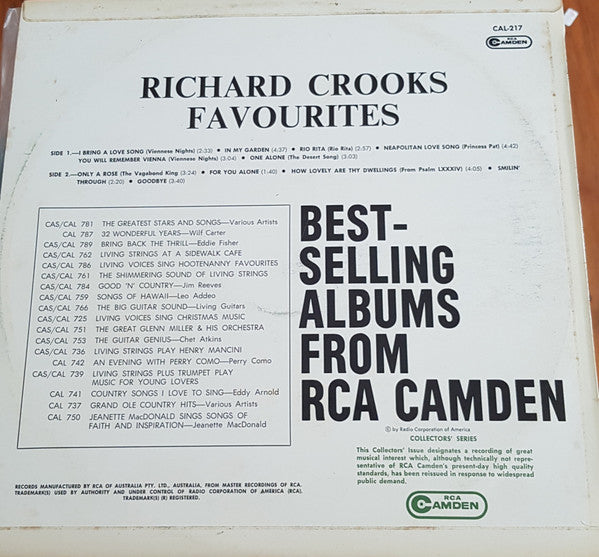 CAL-217
RCA
CAMDEN
RICHARD CROOKS
FAVOURITES
SIDE 1.—I BRING A LOVE SONG (Viennese Nights) (2:33) • IN MY GARDEN (4:37) • RIO RITA (Rio Rita) (2:57) • NEAPOLITAN LOVE SONG (Princess Pat) (4:42)
YOU WILL REMEMBER VIENNA (Viennese Nights) (3:04) • ONE ALONE (The Desert Song) (3:03)
SIDE 2.—ONLY A ROSE (The Vagabond King (3:24) • FOR YOU ALONE (1.40) • HOW LOVELY ARE THY DWELLINGS (From Psalm LXXXIV) (4:05) • SMILIN'
THROUGH (2:20) • GOODBYE (3:40)
CAS/CAL 781 THE GREATEST STARS AND SONGS—Various Artists
CAL 787 32 WONDERFUL YEARS—Wilf Carter
CAS/CAL 789 BRING BACK THE THRILL—Eddie Fisher
CAS/CAL 762 LIVING STRINGS AT A SIDEWALK CAFE
CAS/CAL 786 LIVING VOICES SING HOOTENANNY FAVOURITES
CAS/CAL 761 THE SHIMMERING SOUND OF LIVING STRINGS
CAS/CAL 784 GOOD 'N' COUNTRY—Jim Reeves
CAS/CAL 759 SONGS OF HAWAII—Leo Addeo
CAS/CAL 766 THE BIG GUITAR SOUND—Living Guitars
CAS/CAL 725 LIVING VOICES SING CHRISTMAS MUSIC
CAS/CAL 751 THE GREAT GLENN MILLER & HIS ORCHESTRA
CAS/CAL 753 THE GUITAR GENIUS—Chet Atkins
CAS/CAL 736 LIVING STRINGS PLAY HENRY MANCINI
CAL 742 AN EVENING WITH PERRY COMO—Perry Como
CAS/CAL 739 LIVING STRINGS PLUS TRUMPET PLAY
MUSIC FOR YOUNG LOVERS
CAL 741 COUNTRY SONGS I LOVE TO SING—Eddy Arnold
CAL 737 GRAND OLE COUNTRY HITS—Various Artists
CAL 750 JEANETTE MacDONALD SINGS SONGS OF
FAITH AND INSPIRATION—Jeanette MacDonald
BEST-
SELLING
ALBUMS
FROM
RCA CAMDEN
© by Radio Corporation of America
COLLECTORS' SERIES
This Collectors' Issue designates a recording of great
musical interest which, although technically not rep-
resentative of RCA Camden's present-day high quality
standards, has been reissued in response to widespread
public demand.
RCA
CAMDEN
RECORDS MANUFACTURED BY RCA OF AUSTRALIA PTY. LTD., AUSTRALIA, FROM MASTER RECORDINGS OF RCA.
TRADEMARK(S) USED BY AUTHORITY AND UNDER CONTROL OF RADIO CORPORATION OF AMERICA (RCA).
TRADEMARK(S) ® REGISTERED.